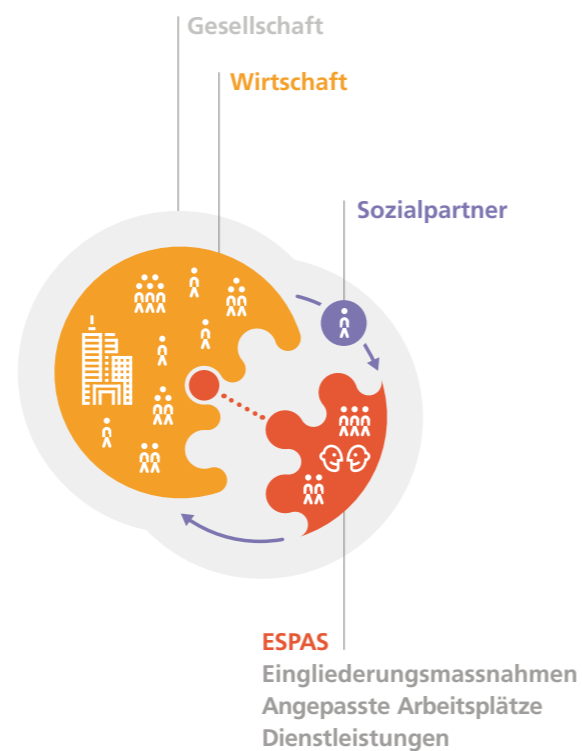 Gesellschaft
Wirtschaft
Sozialpartner
ESPAS
Eingliederungsmassnahmen
Angepasste Arbeitsplätze
Dienstleistungen